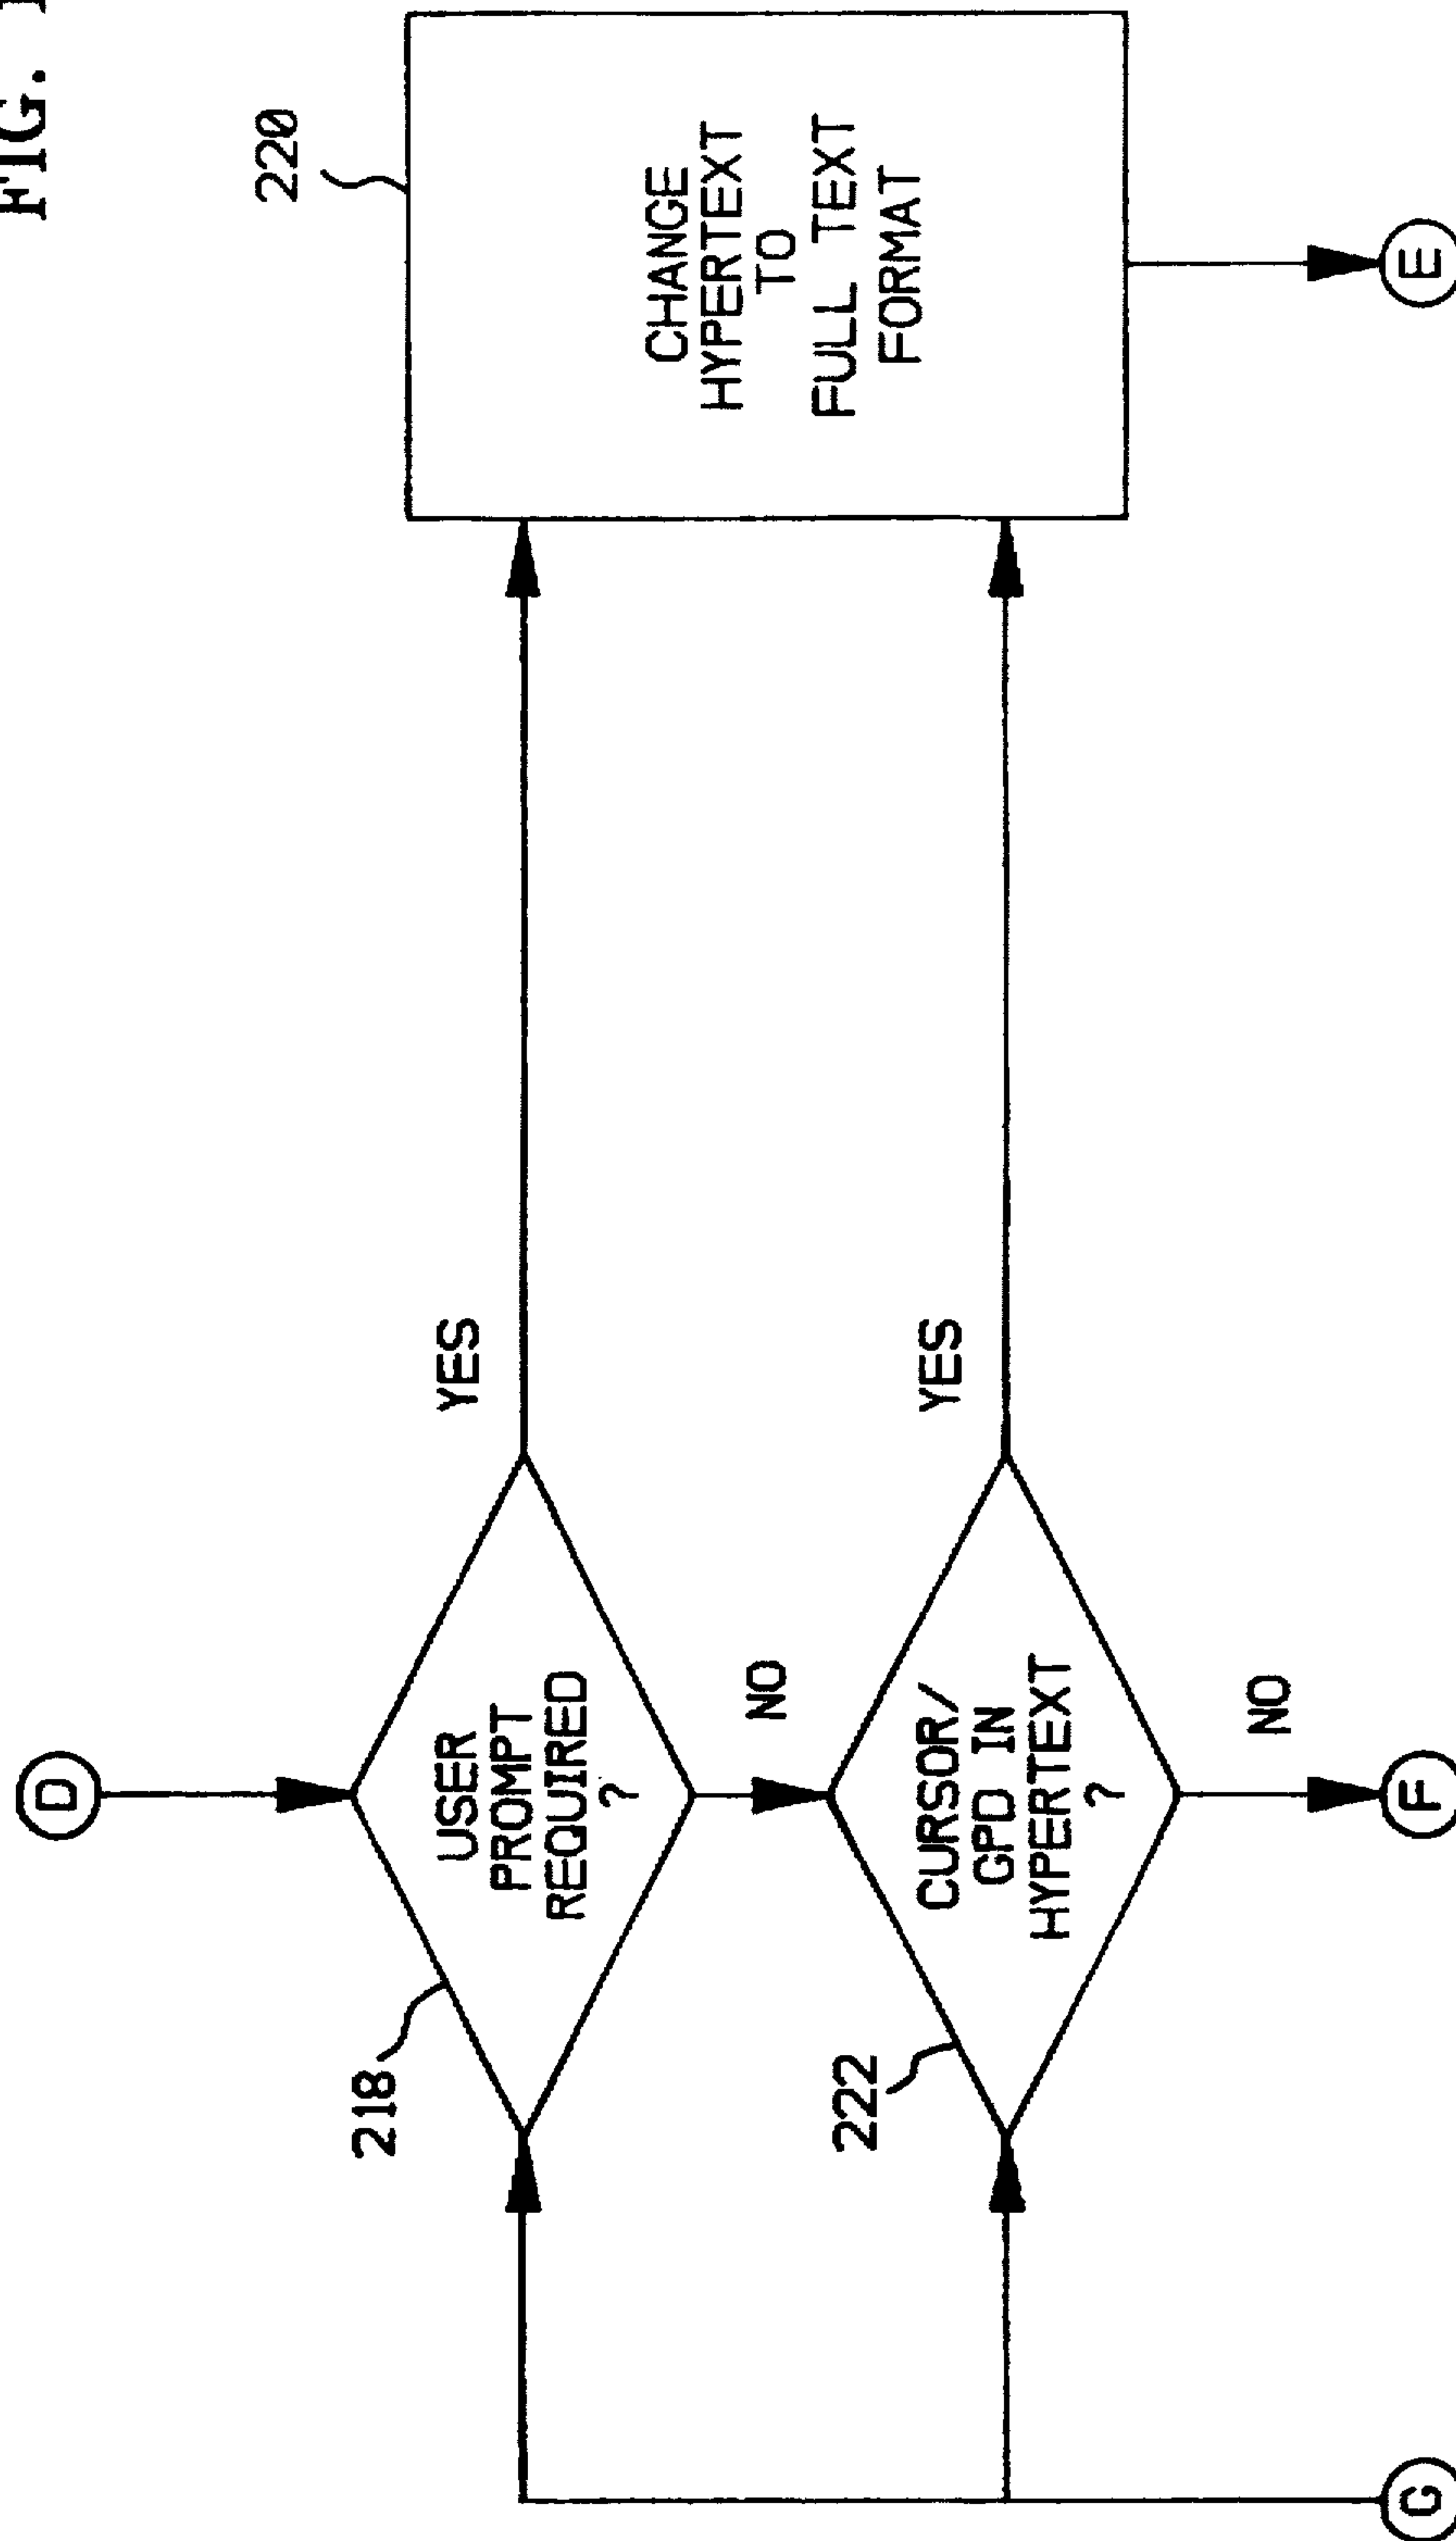 FIG.
D
218
USER
PROMPT
REQUIRED
?
YES
220
CHANGE
HYPERTEXT
TO
FULL TEXT
FORMAT
NO
222
CURSOR/
GPD IN
HYPERTEXT
?
YES
NO
G
F
E